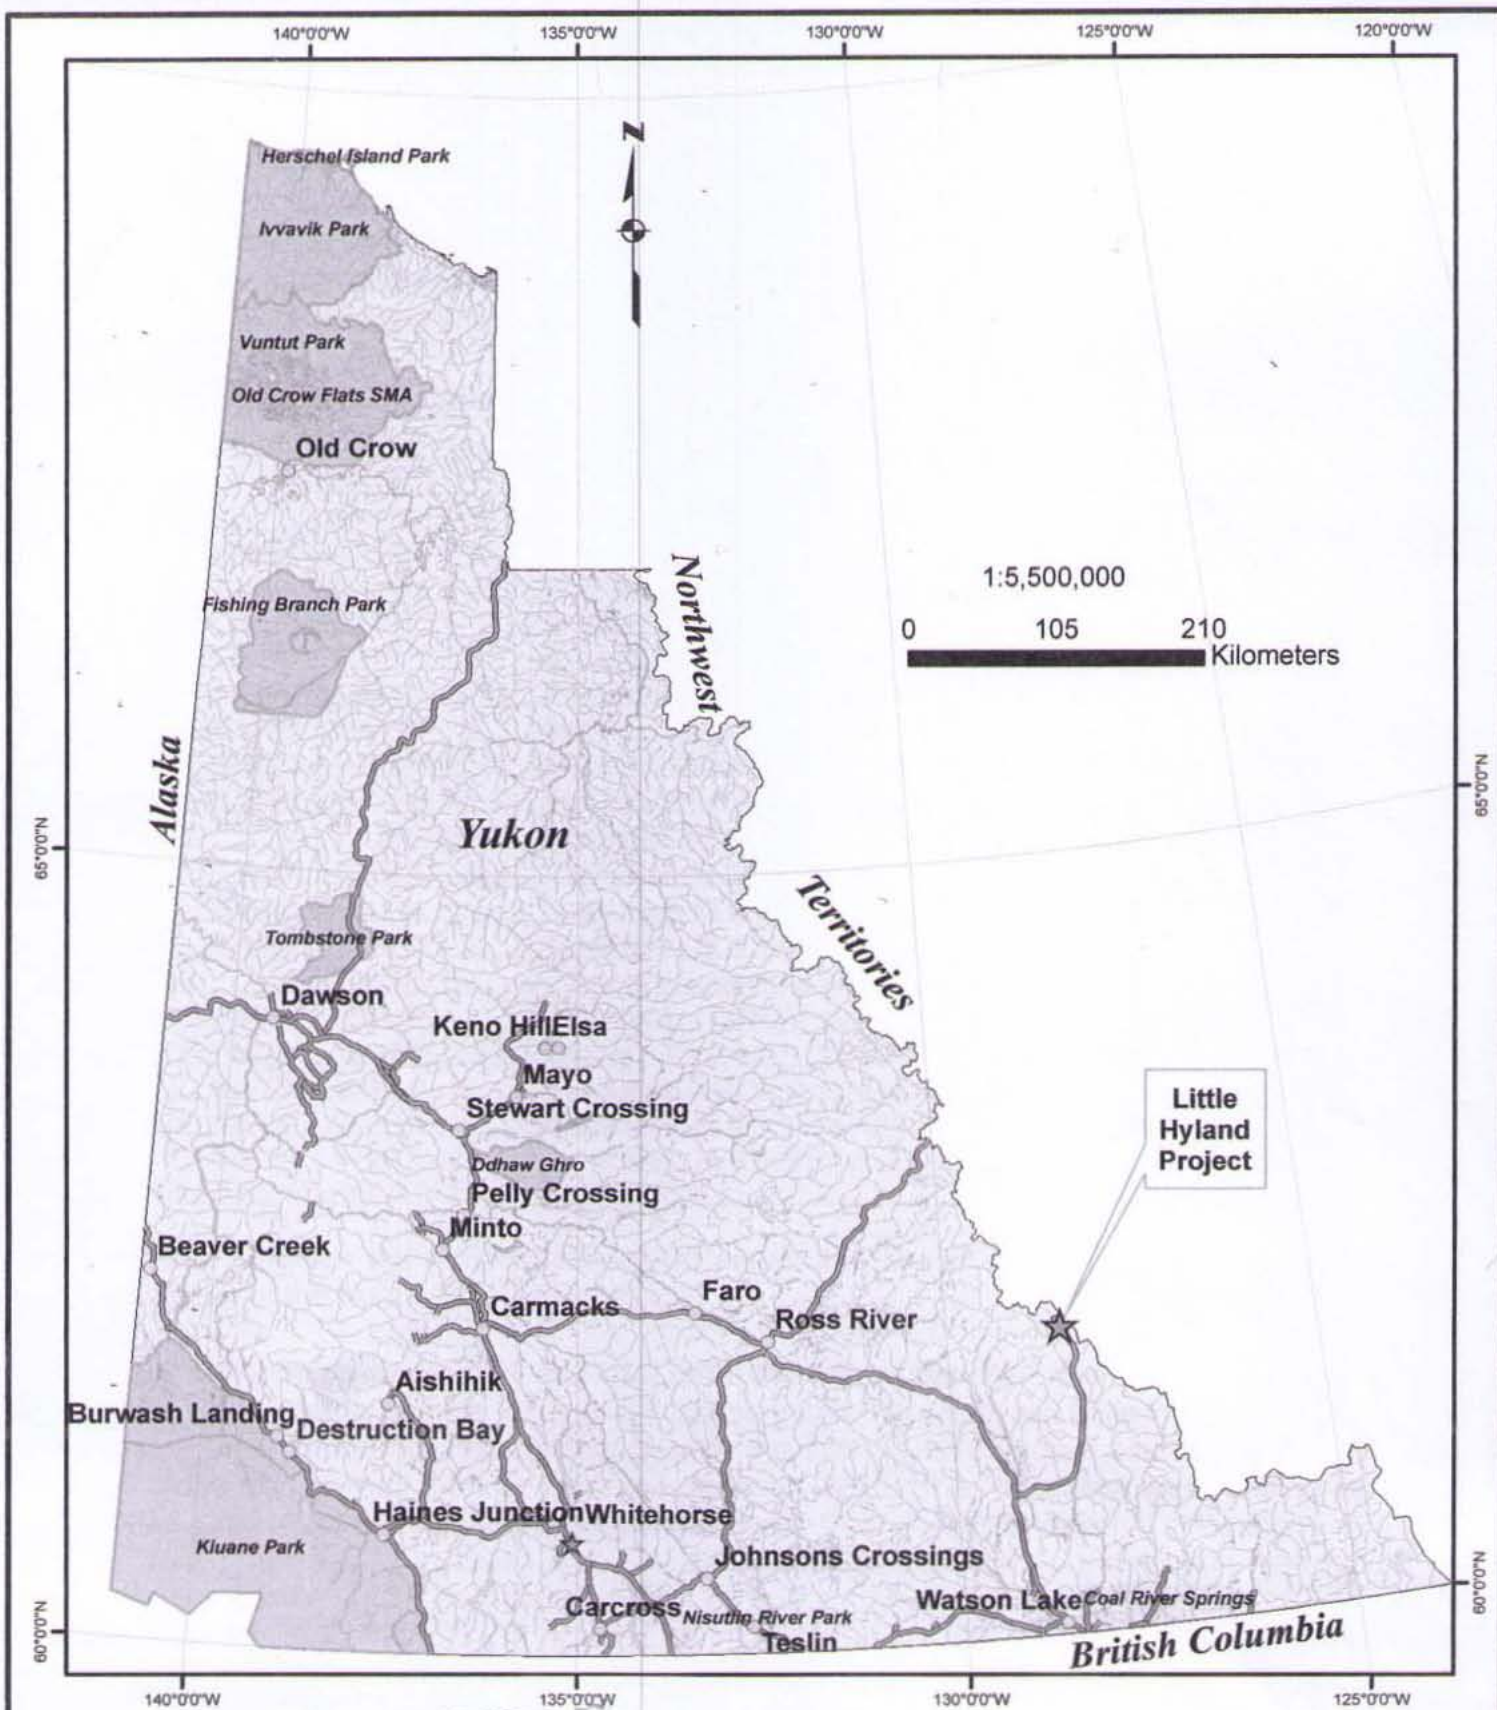 140°0'0"W 135°0'0"W 130°0'0"W 125°0'0"W 120°0'0"W
N
Herschel Island Park
Ivvavik Park
Vuntut Park
Old Crow Flats SMA
Old Crow
Northwest
1:5,500,000
0 105 210
Kilometers
Fishing Branch Park
Alaska
65°0'0"N
65°0'0"N
Yukon
Territories
Tombstone Park
Dawson
Keno Hill Elsa
Mayo
Stewart Crossing
Little
Hyland
Project
Ddhaw Ghro
Pelly Crossing
Minto
Beaver Creek
Faro
Carmacks
Ross River
Aishihik
Burwash Landing
Destruction Bay
Haines Junction Whitehorse
Kluane Park
Johnsons Crossings
Watson Lake Coal River Springs
Carcross Nisutlin River Park
Teslin
British Columbia
60°0'0"N
60°0'0"N
140°0'0"W 135°0'0"W 130°0'0"W 125°0'0"W